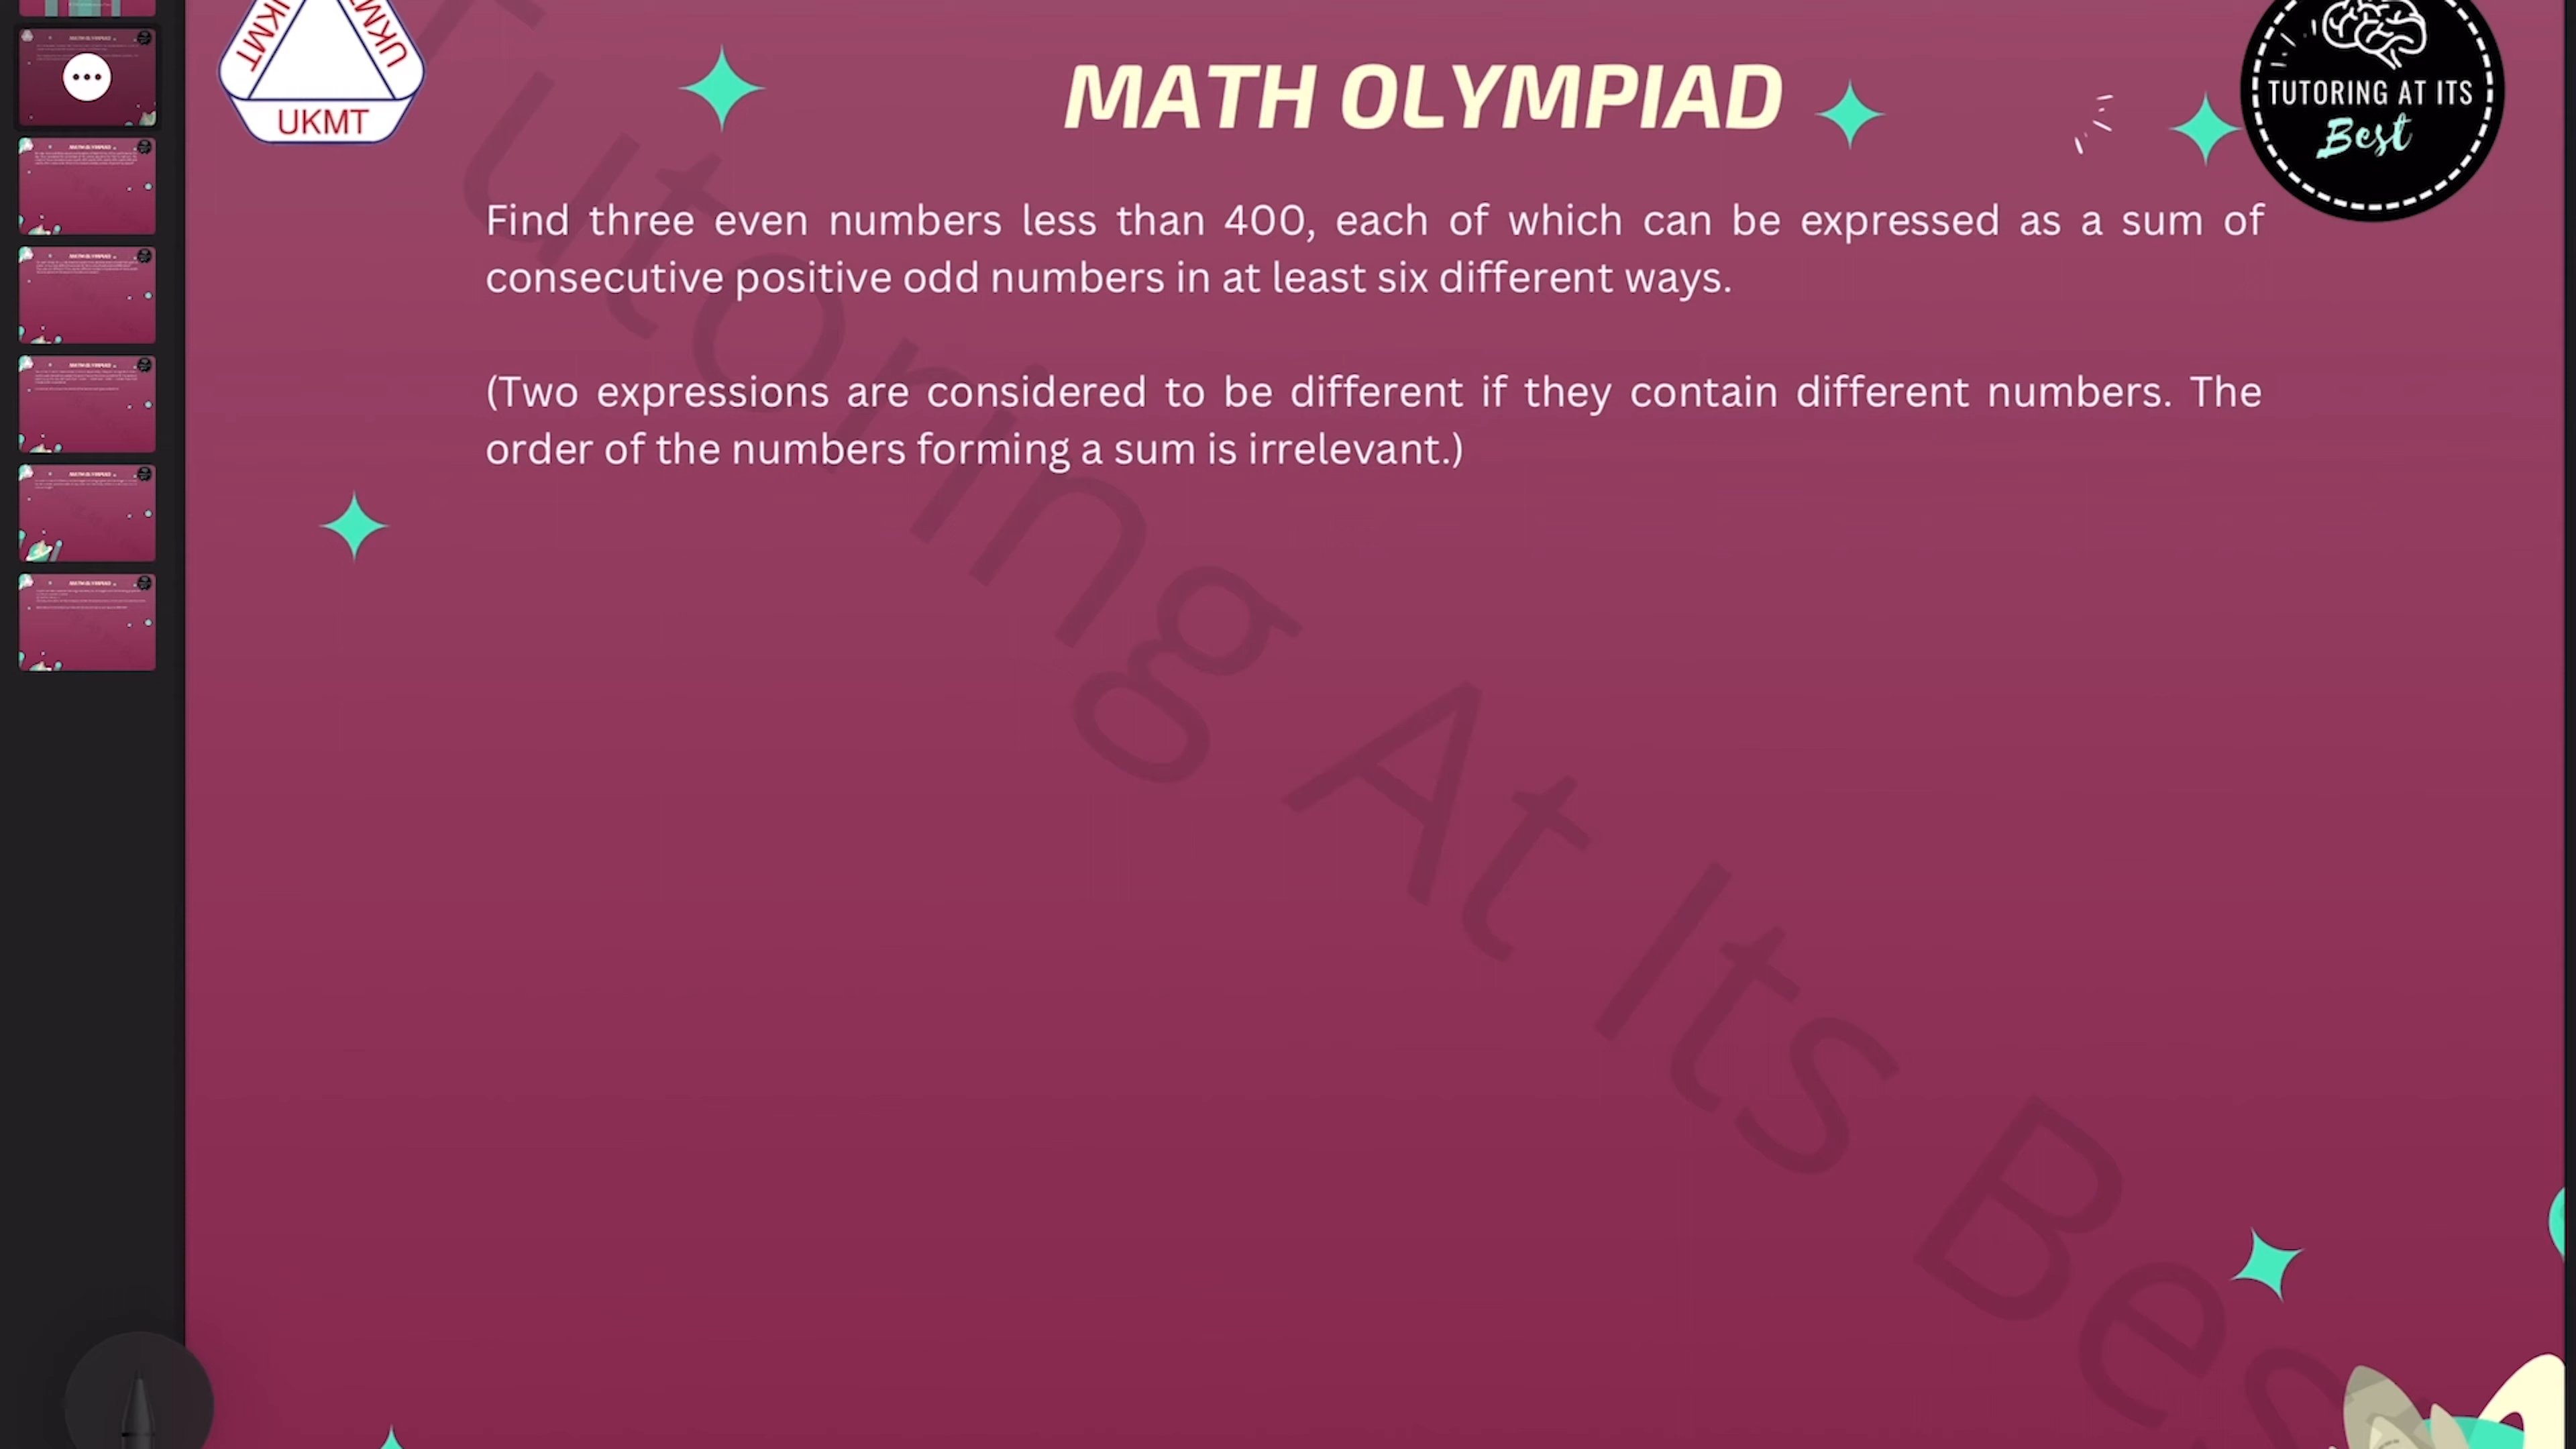 UKMT
UKMT
UKMT
MATH OLYMPIAD
TUTORING AT ITS
Best
Find three even numbers less than 400, each of which can be expressed as a sum of
consecutive positive odd numbers in at least six different ways.
(Two expressions are considered to be different if they contain different numbers. The
order of the numbers forming a sum is irrelevant.)
Tutoring At Its Bes